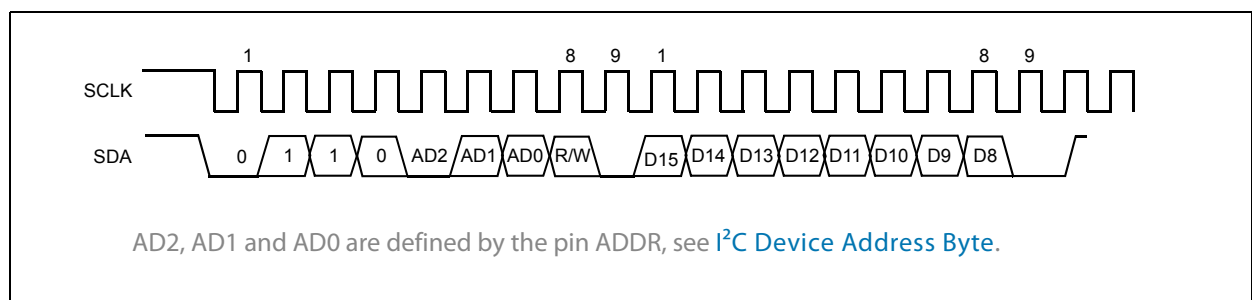 1 8 9 1 8 9
SCLK
SDA 0 1 1 0 AD2 AD1 AD0 R/W D15 D14 D13 D12 D11 D10 D9 D8
AD2, AD1 and AD0 are defined by the pin ADDR, see I²C Device Address Byte.